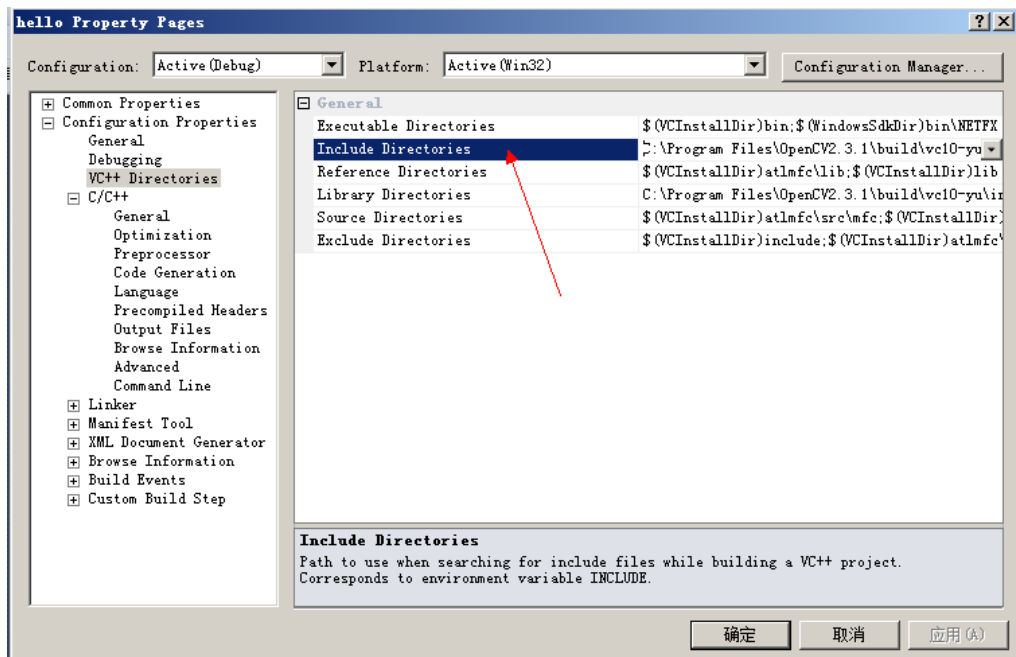 hello Property Pages
Configuration: Active(Debug) Platform: Active(Win32) Configuration Manager...
Common Properties
Configuration Properties
General
Debugging
VC++ Directories
C/C++
General
Optimization
Preprocessor
Code Generation
Language
Precompiled Headers
Output Files
Browse Information
Advanced
Command Line
Linker
Manifest Tool
XML Document Generator
Browse Information
Build Events
Custom Build Step
General
Executable Directories $(VCInstallDir)bin;$(WindowsSdkDir)bin\NETFX
Include Directories C:\Program Files\OpenCV2.3.1\build\vc10-yu
Reference Directories $(VCInstallDir)atlmfc\lib;$(VCInstallDir)lib
Library Directories C:\Program Files\OpenCV2.3.1\build\vc10-yu\in
Source Directories $(VCInstallDir)atlmfc\src\mfc;$(VCInstallDir)
Exclude Directories $(VCInstallDir)include;$(VCInstallDir)atlmfc\
Include Directories
Path to use when searching for include files while building a VC++ project.
Corresponds to environment variable INCLUDE.
确定 取消 应用(A)